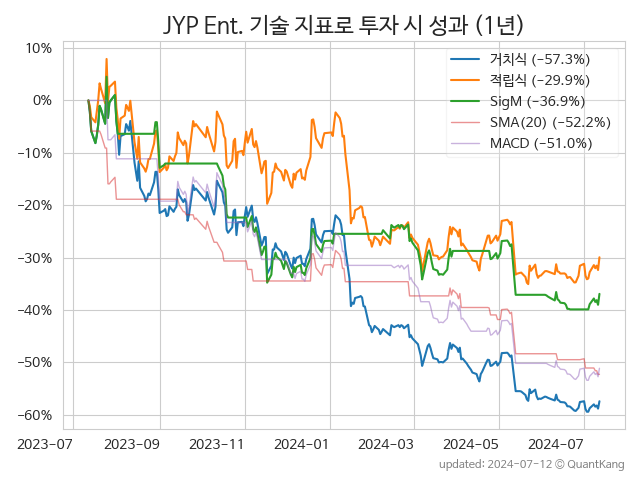 JYP Ent. 기술 지표로 투자 시 성과 (1년)
10%
0%
−10%
−20%
−30%
−40%
−50%
−60%
거치식 (−57.3%)
적립식 (−29.9%)
SigM (−36.9%)
SMA(20) (−52.2%)
MACD (−51.0%)
2023-07 2023-09 2023-11 2024-01 2024-03 2024-05 2024-07
updated: 2024-07-12 © QuantKang